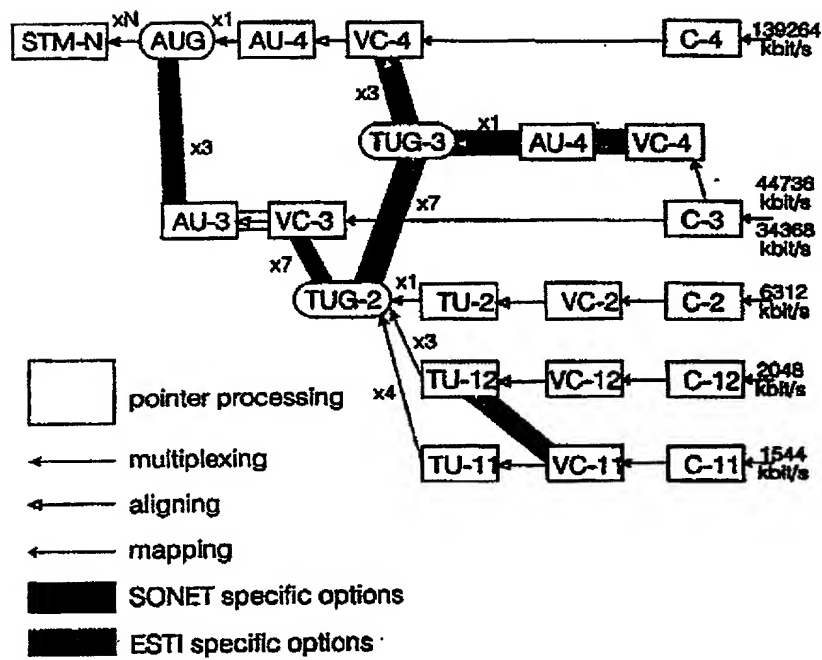 xN x1
STM-N AUG AU-4 VC-4 C-4 139264
kbit/s
x3 x1
TUG-3 AU-4 VC-4
x3
44738
kbit/s
x7
AU-3 VC-3 C-3
34368
kbit/s
x7 x1
TUG-2 TU-2 VC-2 C-2 6312
kbit/s
x3
TU-12 VC-12 C-12 2048
kbit/s
x4
pointer processing
TU-11 VC-11 C-11 1544
kbit/s
multiplexing
aligning
mapping
SONET specific options
ESTI specific options